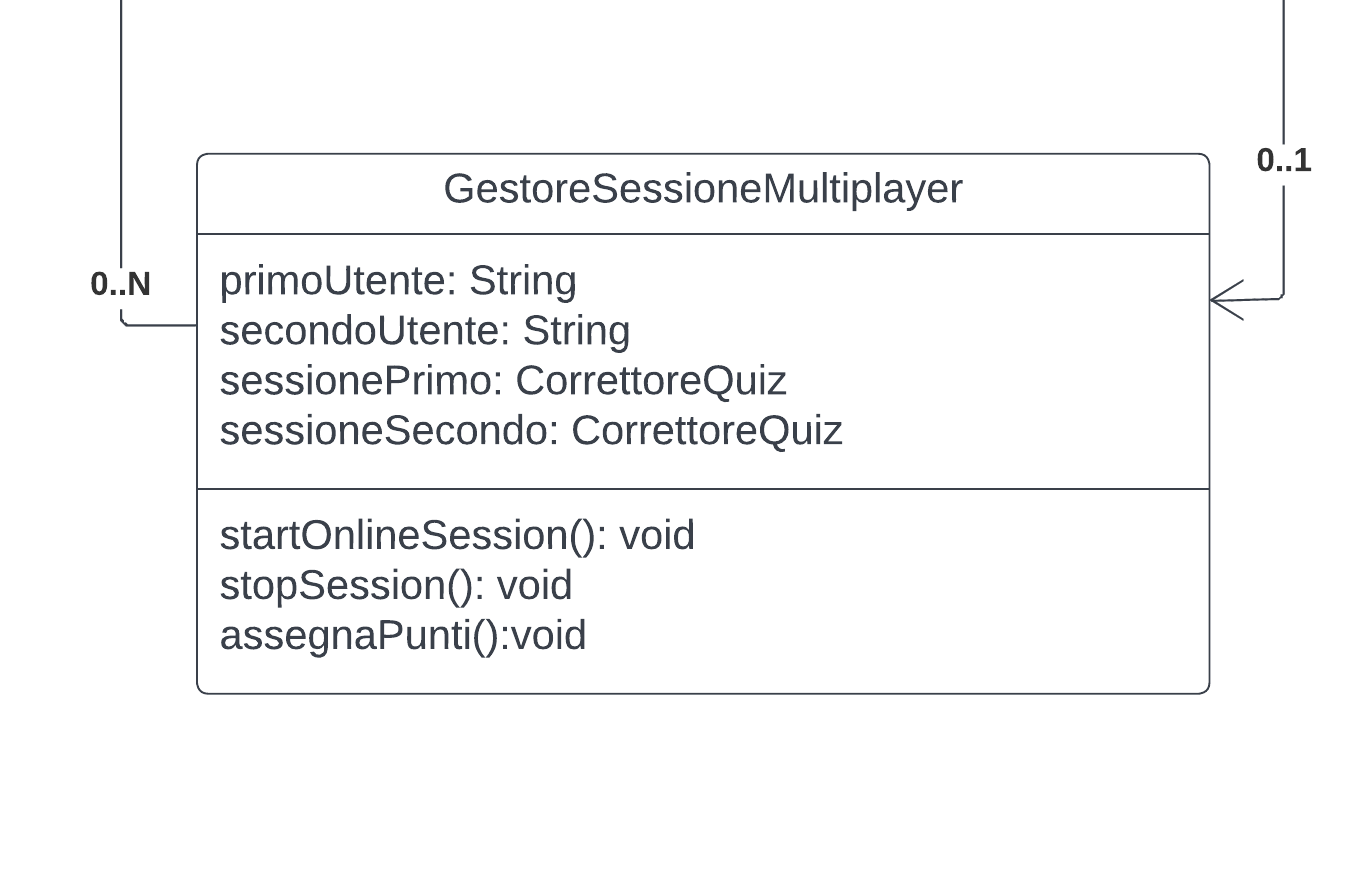 0..1
GestoreSessioneMultiplayer
0..N
primoUtente: String
secondoUtente: String
sessionePrimo: CorrettoreQuiz
sessioneSecondo: CorrettoreQuiz
startOnlineSession(): void
stopSession(): void
assegnaPunti():void